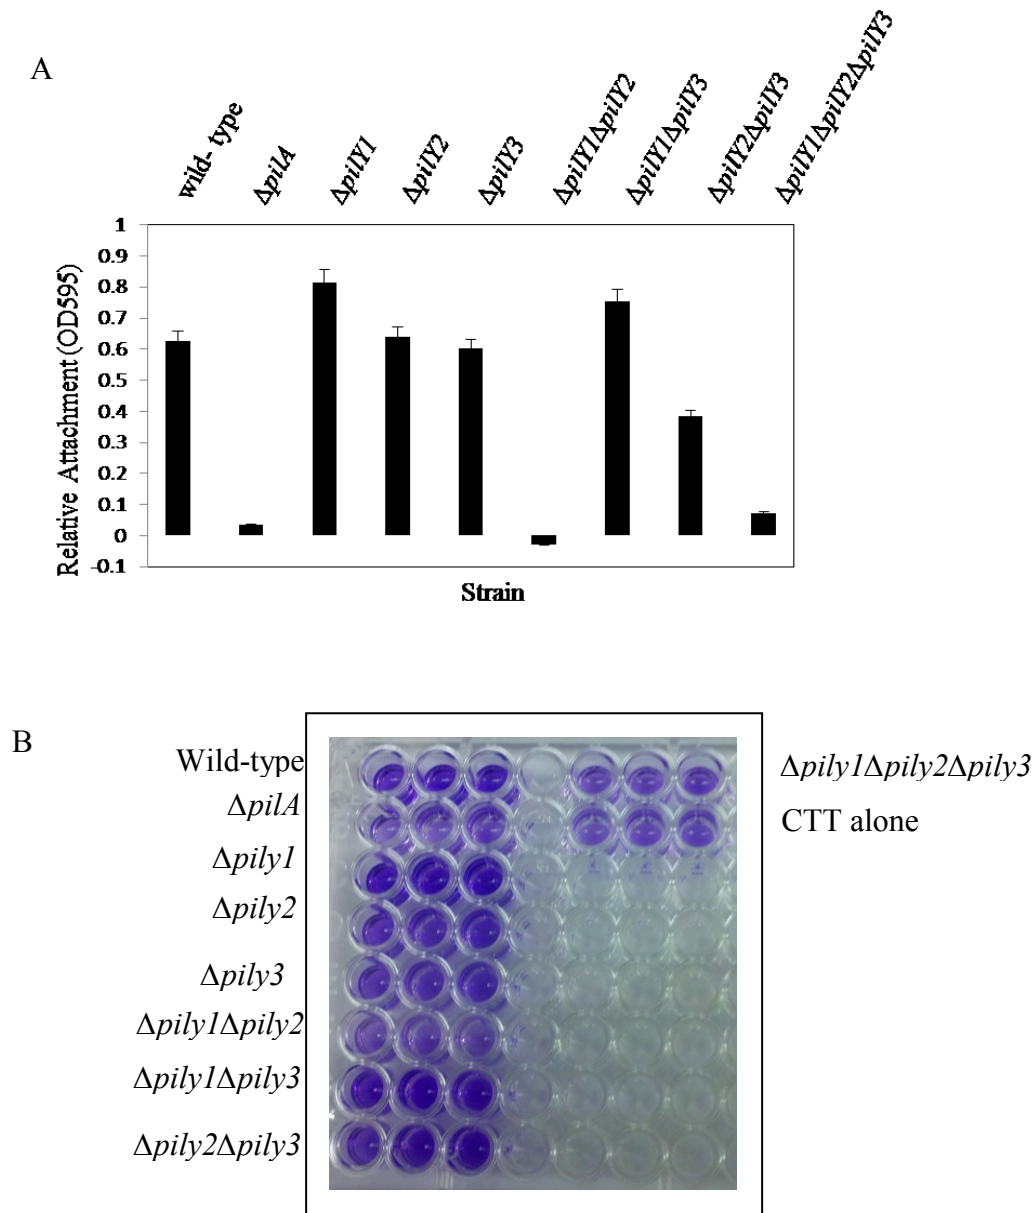 A
wild- type
ΔpilA
ΔpilY1
ΔpilY2
ΔpilY3
ΔpilY1ΔpilY2
ΔpilY1ΔpilY3
ΔpilY2ΔpilY3
ΔpilY1ΔpilY2ΔpilY3
Relative Attachment (OD595)
1
0.9
0.8
0.7
0.6
0.5
0.4
0.3
0.2
0.1
0
-0.1
Strain
B
Wild-type
ΔpilA
Δpily1
Δpily2
Δpily3
Δpily1Δpily2
Δpily1Δpily3
Δpily2Δpily3
Δpily1Δpily2Δpily3
CTT alone